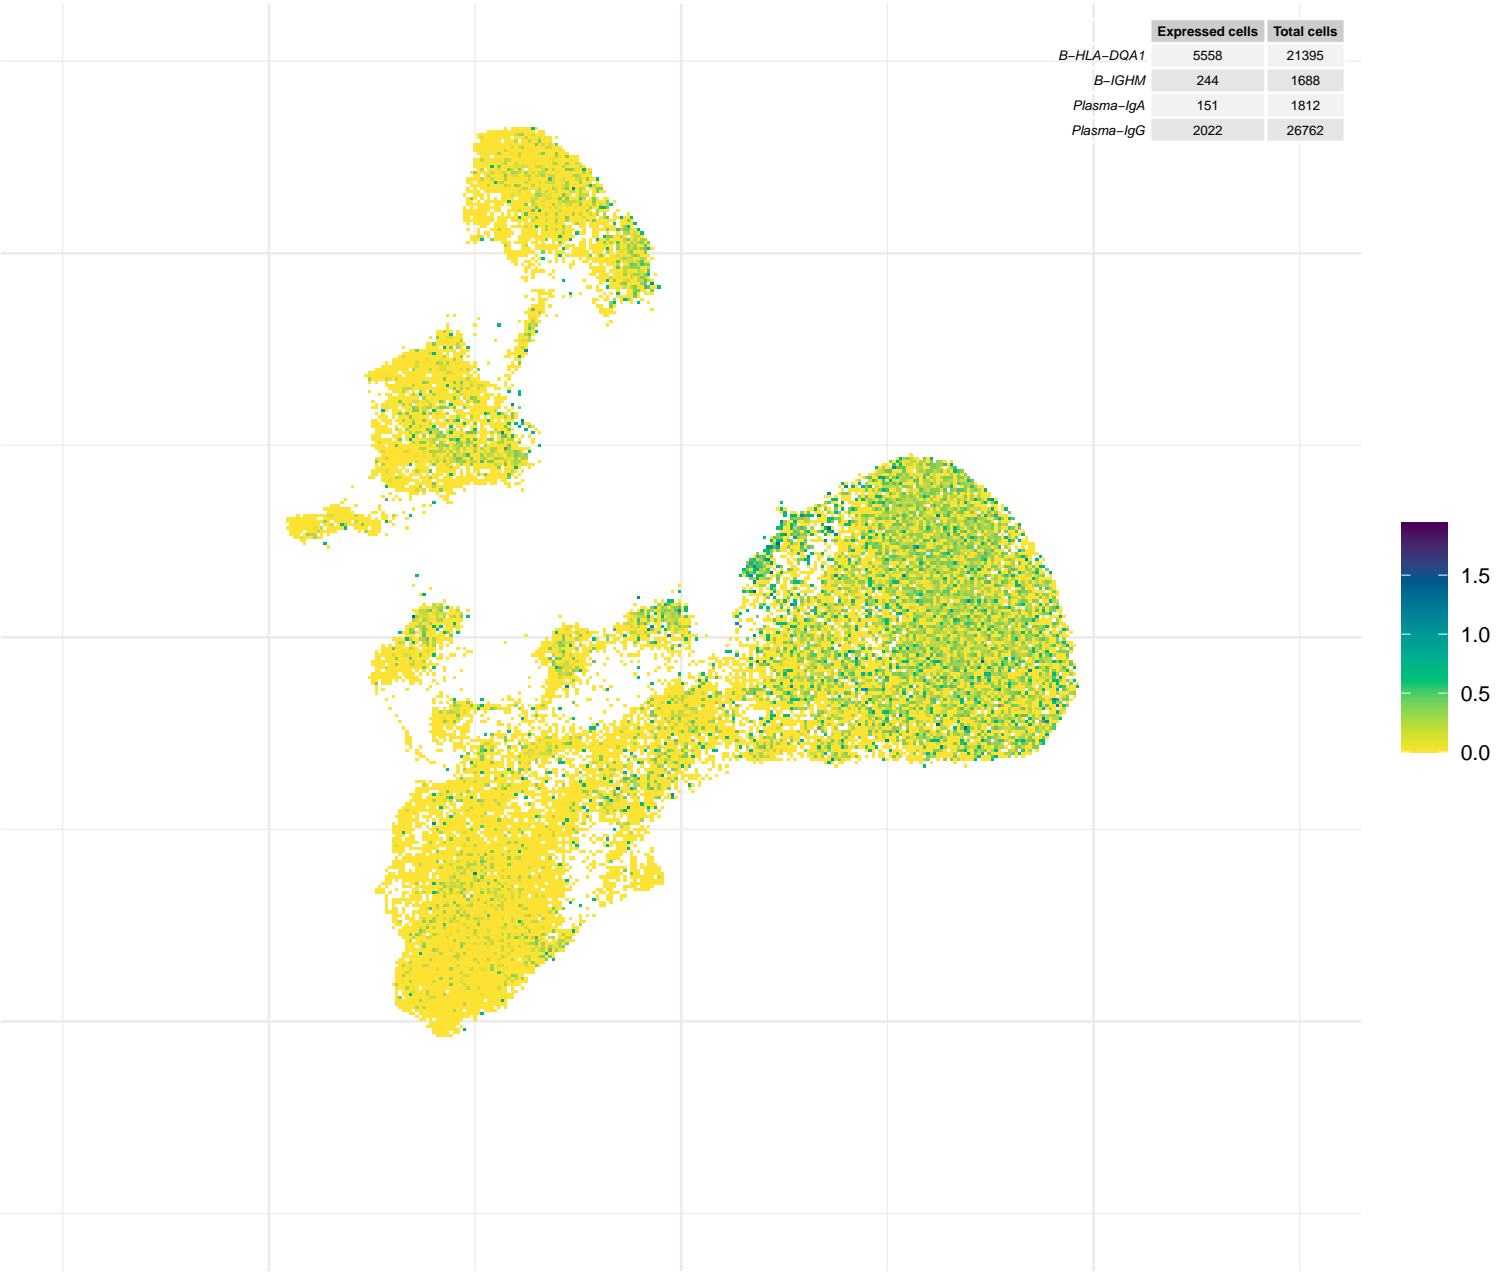 Expressed cells Total cells
B−HLA−DQA1 5558 21395
B−IGHM 244 1688
Plasma−IgA 151 1812
Plasma−IgG 2022 26762
1.5
1.0
0.5
0.0